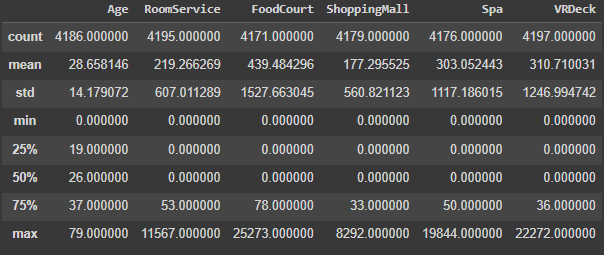 Age RoomService FoodCourt ShoppingMall Spa VRDeck
count 4186.000000 4195.000000 4171.000000 4179.000000 4176.000000 4197.000000
mean 28.658146 219.266269 439.484296 177.295525 303.052443 310.710031
std 14.179072 607.011289 1527.663045 560.821123 1117.186015 1246.994742
min 0.000000 0.000000 0.000000 0.000000 0.000000 0.000000
25% 19.000000 0.000000 0.000000 0.000000 0.000000 0.000000
50% 26.000000 0.000000 0.000000 0.000000 0.000000 0.000000
75% 37.000000 53.000000 78.000000 33.000000 50.000000 36.000000
max 79.000000 11567.000000 25273.000000 8292.000000 19844.000000 22272.000000